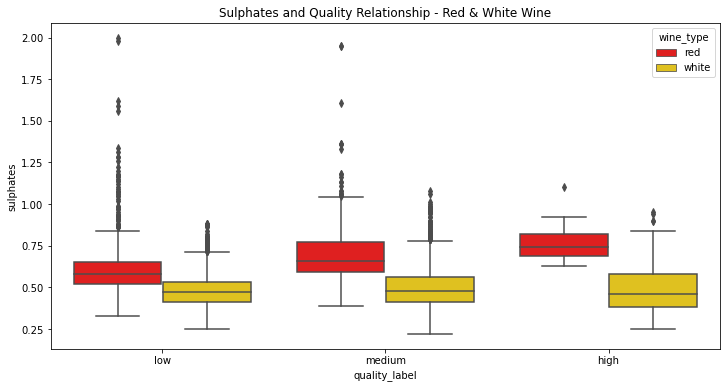 Sulphates and Quality Relationship - Red & White Wine
wine_type
red
white
sulphates
2.00
1.75
1.50
1.25
1.00
0.75
0.50
0.25
low medium high
quality_label